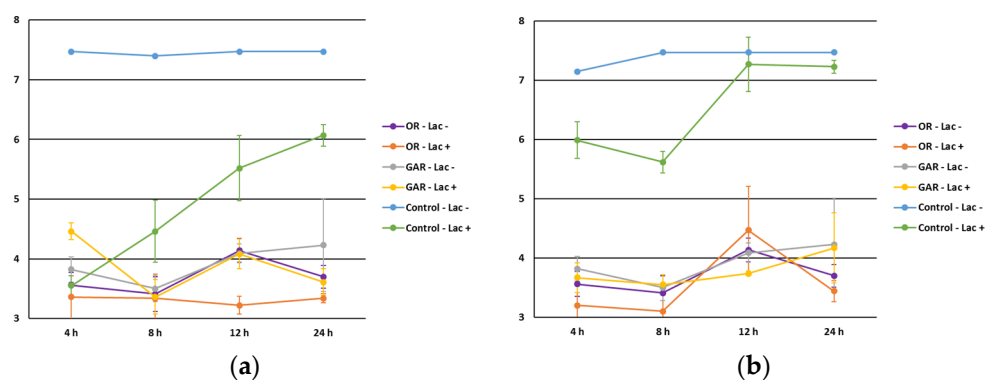 8
7
6
5
4
3
4 h 8 h 12 h 24 h
OR - Lac -
OR - Lac +
GAR - Lac -
GAR - Lac +
Control - Lac -
Control - Lac +
(a)
8
7
6
5
4
3
4 h 8 h 12 h 24 h
OR - Lac -
OR - Lac +
GAR - Lac -
GAR - Lac +
Control - Lac -
Control - Lac +
(b)